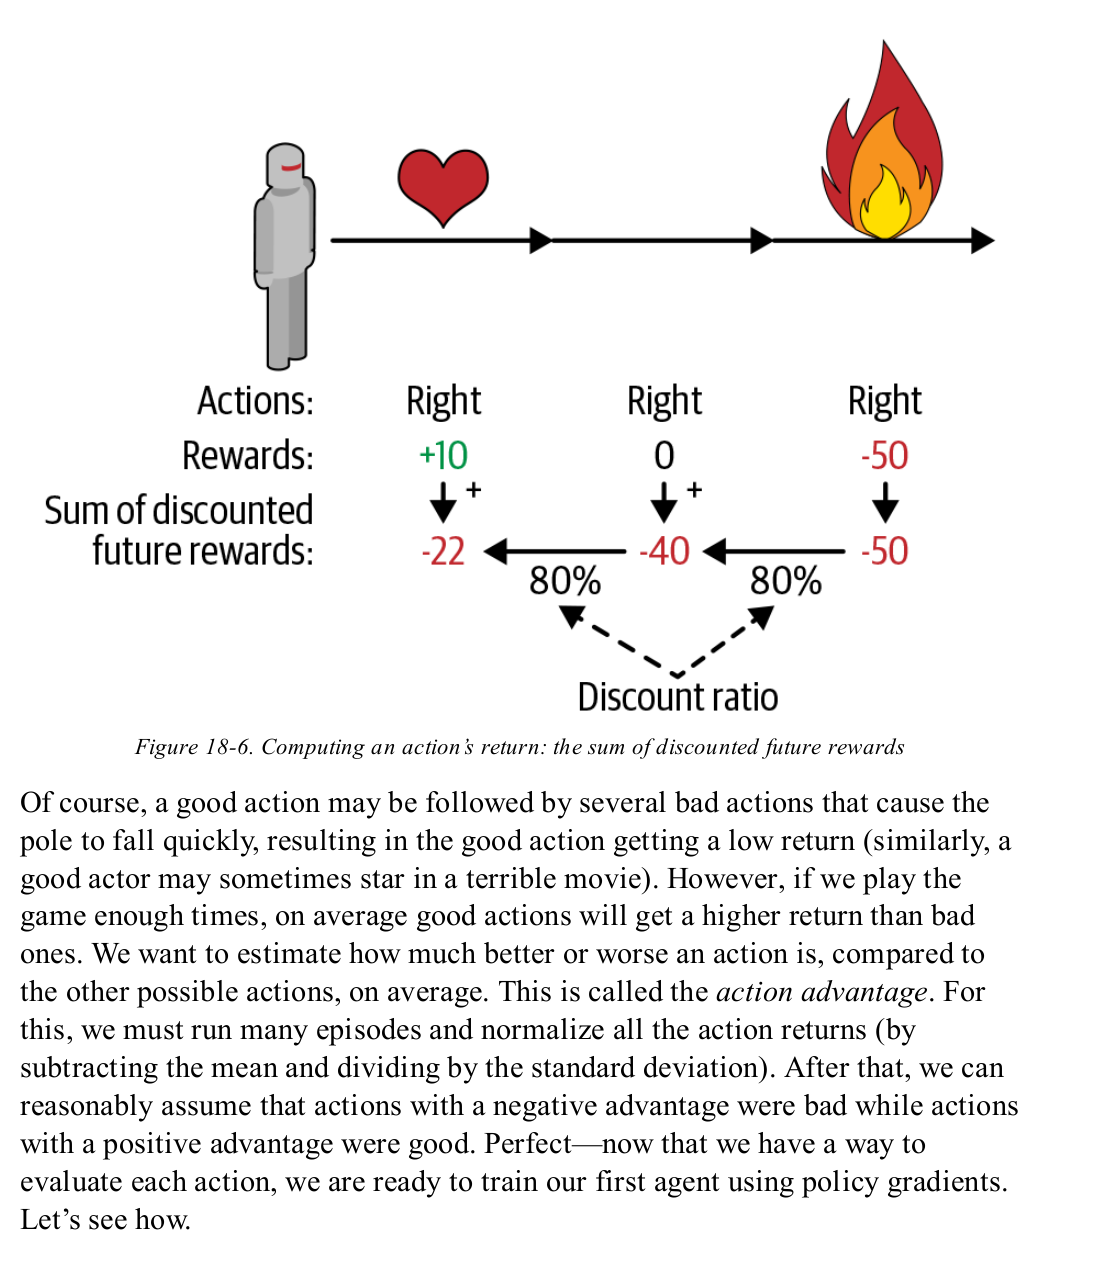 Actions: Right Right Right
Rewards: +10 0 -50
+ +
Sum of discounted
future rewards: -22 -40 -50
80% 80%
Discount ratio
Figure 18-6. Computing an action’s return: the sum of discounted future rewards
Of course, a good action may be followed by several bad actions that cause the
pole to fall quickly, resulting in the good action getting a low return (similarly, a
good actor may sometimes star in a terrible movie). However, if we play the
game enough times, on average good actions will get a higher return than bad
ones. We want to estimate how much better or worse an action is, compared to
the other possible actions, on average. This is called the action advantage. For
this, we must run many episodes and normalize all the action returns (by
subtracting the mean and dividing by the standard deviation). After that, we can
reasonably assume that actions with a negative advantage were bad while actions
with a positive advantage were good. Perfect—now that we have a way to
evaluate each action, we are ready to train our first agent using policy gradients.
Let’s see how.